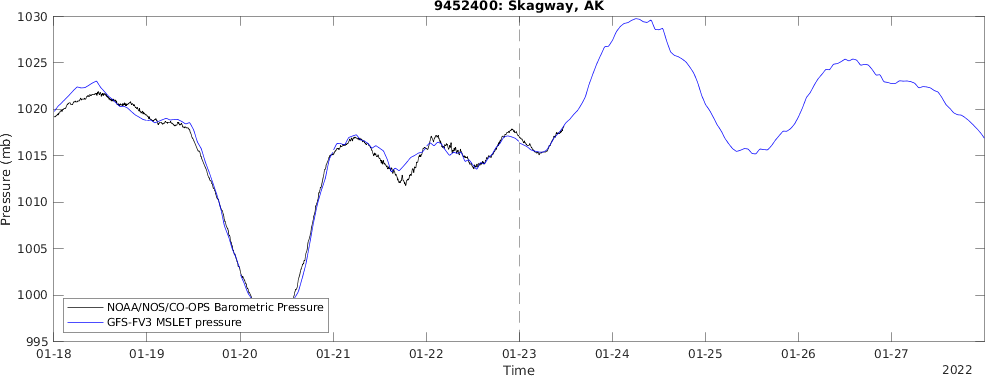 9452400: Skagway, AK
1030
1025
1020
1015
1010
1005
1000
995
Pressure (mb)
NOAA/NOS/CO-OPS Barometric Pressure
GFS-FV3 MSLET pressure
01-18 01-19 01-20 01-21 01-22 01-23 01-24 01-25 01-26 01-27
Time
2022